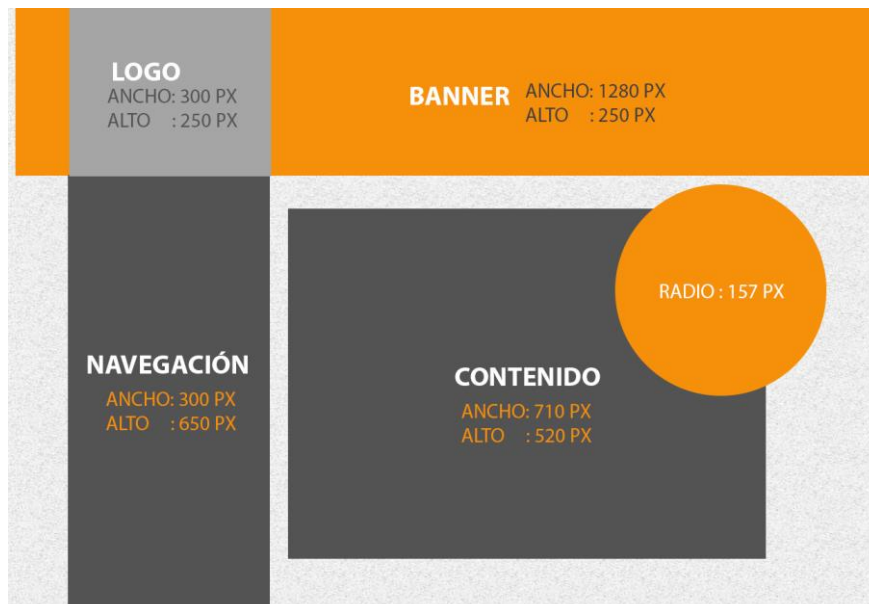 LOGO
ANCHO: 300 PX
ALTO : 250 PX
BANNER
ANCHO: 1280 PX
ALTO : 250 PX
RADIO : 157 PX
NAVEGACIÓN
ANCHO: 300 PX
ALTO : 650 PX
CONTENIDO
ANCHO: 710 PX
ALTO : 520 PX